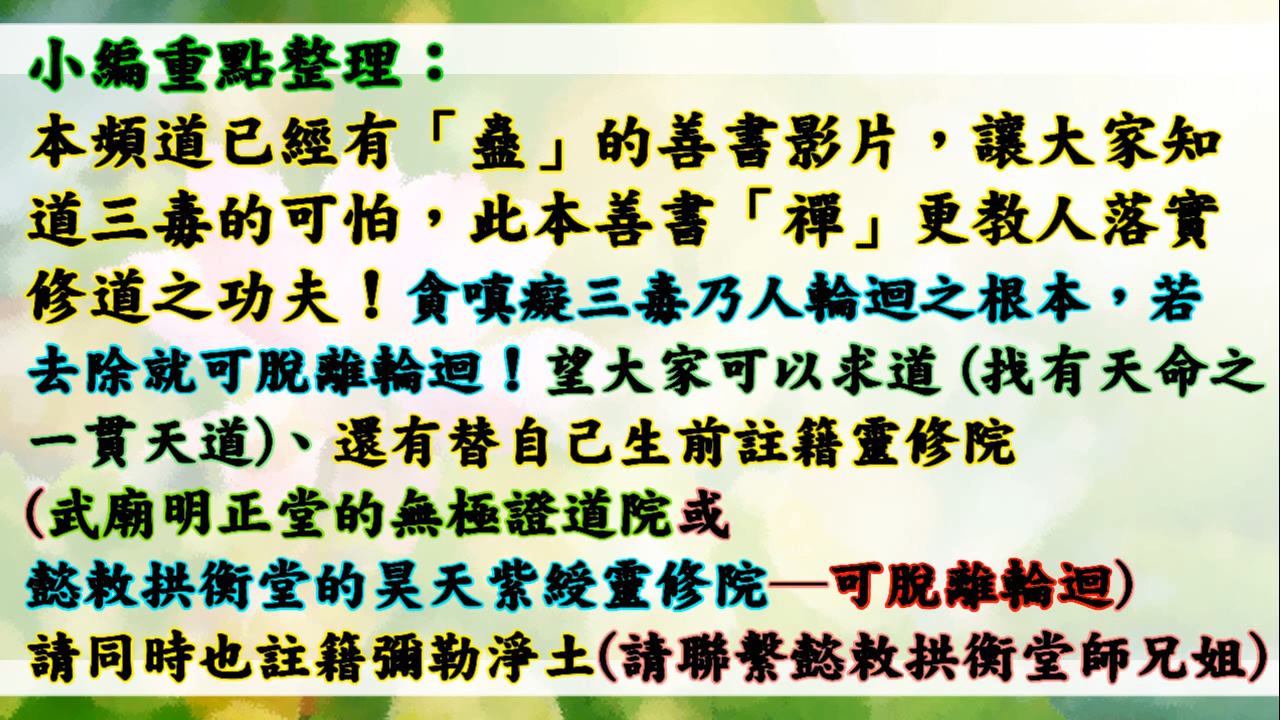 小編重點整理：
本頻道已經有「蠱」的善書影片，讓大家知
道三毒的可怕，此本善書「禪」更教人落實
修道之功夫！貪嗔癡三毒乃人輪迴之根本，若
去除就可脫離輪迴！望大家可以求道(找有天命之
一貫天道)、還有替自己生前註籍靈修院
(武廟明正堂的無極證道院或
懿敕拱衡堂的昊天紫綬靈修院—可脫離輪迴)
請同時也註籍彌勒淨土(請聯繫懿敕拱衡堂師兄姐)